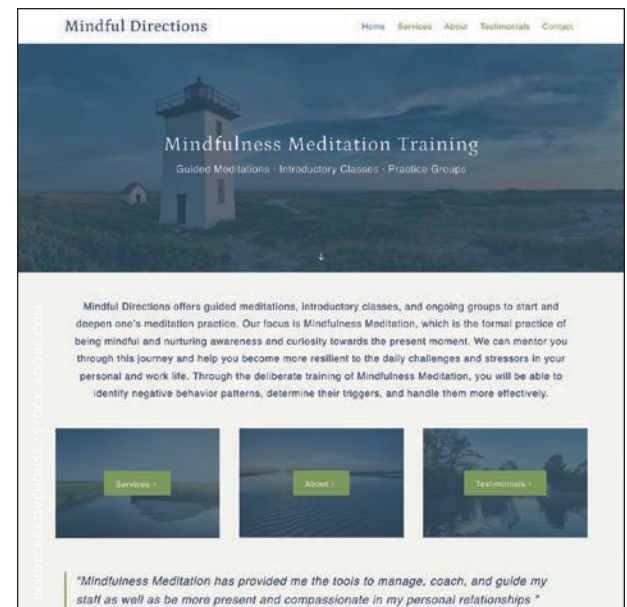 Mindful Directions
Home Services About Testimonials Contact
Mindfulness Meditation Training
Guided Meditations · Introductory Classes · Practice Groups
↓
Mindful Directions offers guided meditations, introductory classes, and ongoing groups to start and
deepen one's meditation practice. Our focus is Mindfulness Meditation, which is the formal practice of
being mindful and nurturing awareness and curiosity towards the present moment. We can mentor you
through this journey and help you become more resilient to the daily challenges and stressors in your
personal and work life. Through the deliberate training of Mindfulness Meditation, you will be able to
identify negative behavior patterns, determine their triggers, and handle them more effectively.
Services >
About >
Testimonials >
"Mindfulness Meditation has provided me the tools to manage, coach, and guide my
staff as well as be more present and compassionate in my personal relationships "
INSIDECREATIVEHOUSE / STOCK.ADOBE.COM